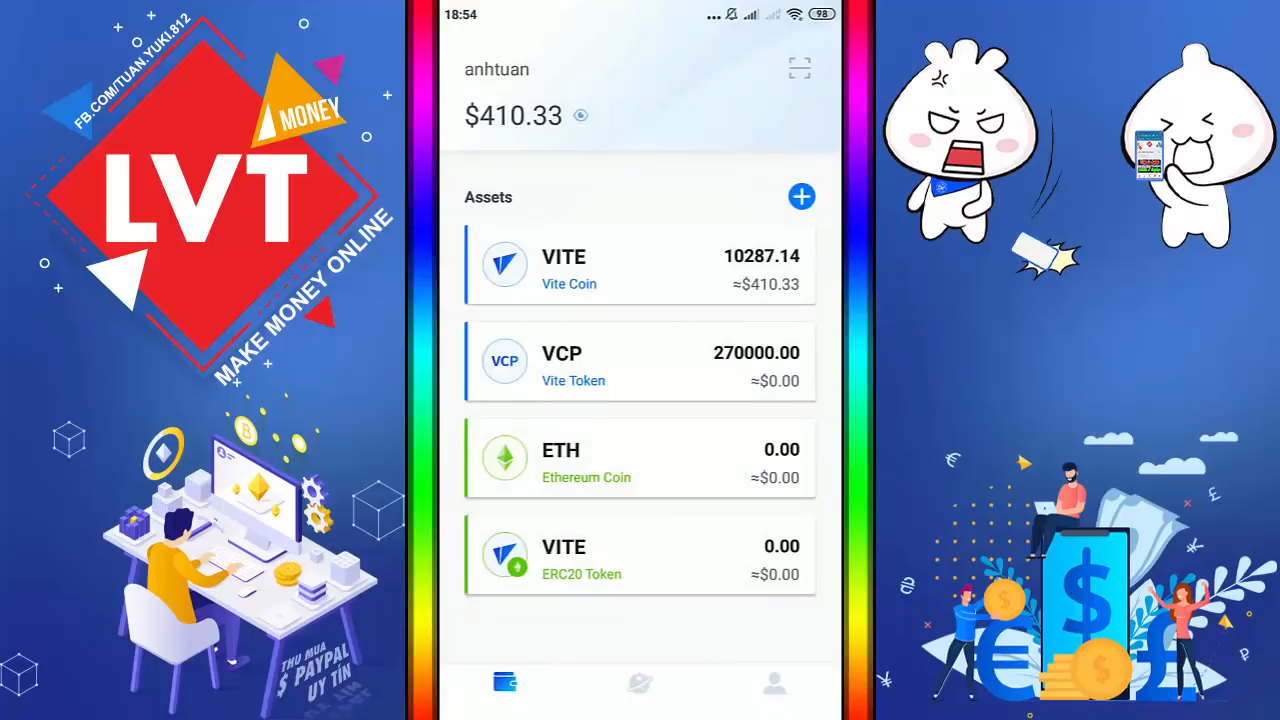 FB.COM/TUAN.YUKI.812
MONEY
LVT
MAKE MONEY ONLINE
THU MUA
$ PAYPAL
UY TÍN
18:54
98
anhtuan
$410.33
Assets
VITE
10287.14
Vite Coin
≈$410.33
VCP
VCP
270000.00
Vite Token
≈$0.00
ETH
0.00
Ethereum Coin
≈$0.00
VITE
0.00
ERC20 Token
≈$0.00